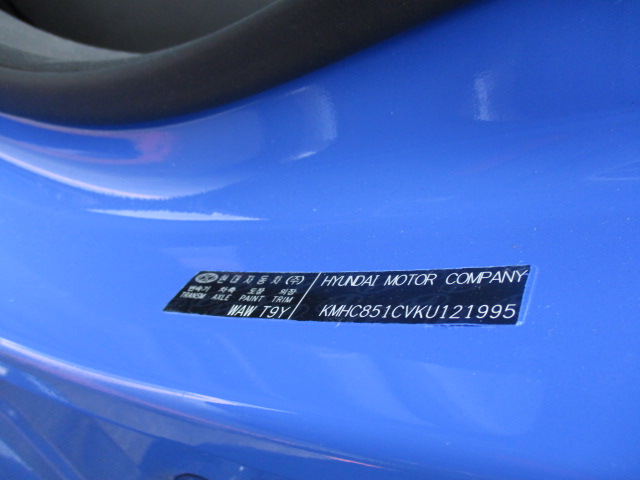 현대자동차(주)
변속기 차축 도장 의장
TRANSM AXLE PAINT TRIM
WAW T9Y
HYUNDAI MOTOR COMPANY
KMHC851CVKU121995